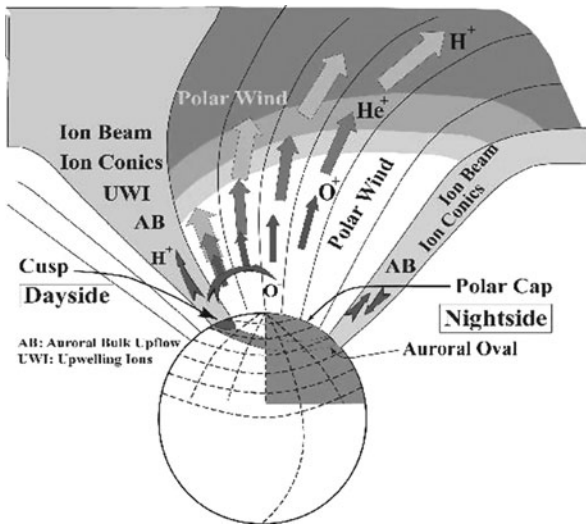 H+
Polar Wind
He+
Ion Beam
Ion Conics
UWI
AB
H+
O+
Polar Wind
Ion Beam
Ion Conics
AB
O
Cusp
Dayside
Polar Cap
Nightside
Auroral Oval
AB: Auroral Bulk Upflow
UWI: Upwelling Ions